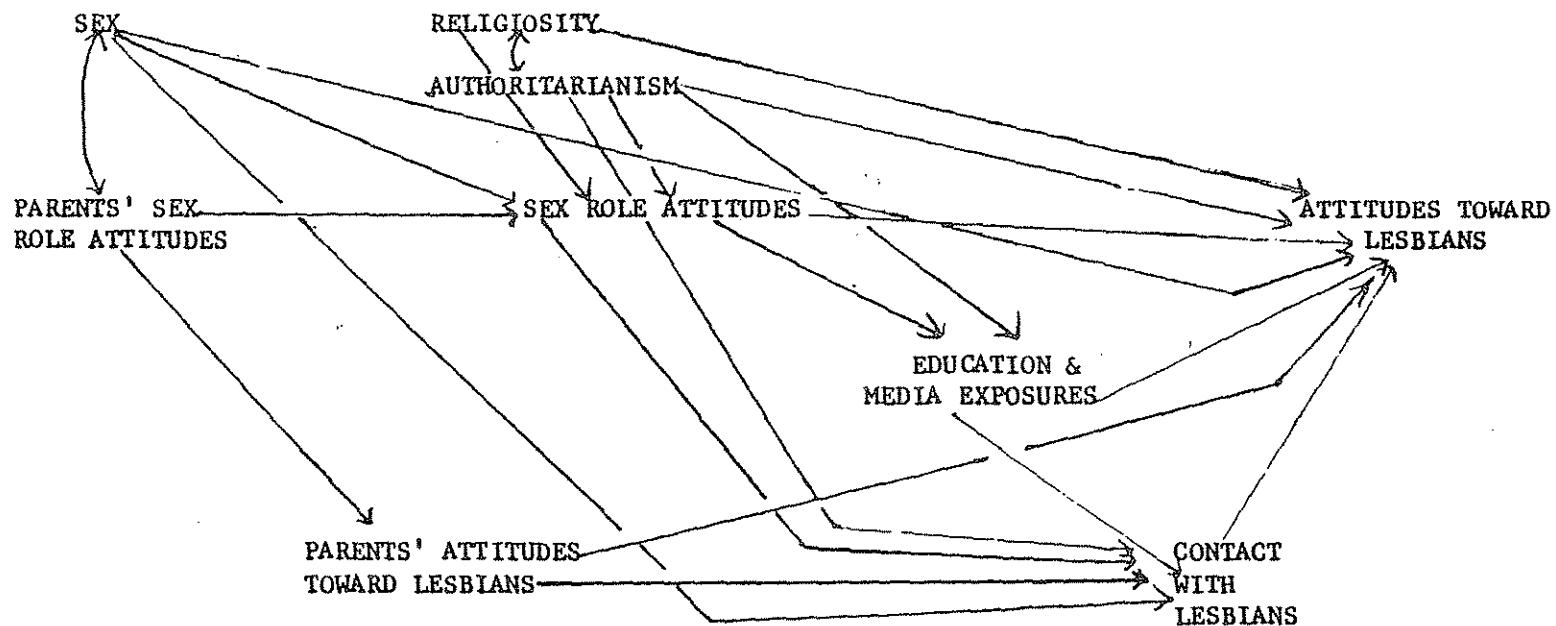 SEX
RELIGIOSITY
AUTHORITARIANISM
PARENTS' SEX
ROLE ATTITUDES
SEX ROLE ATTITUDES
ATTITUDES TOWARD
LESBIANS
EDUCATION &
MEDIA EXPOSURES
PARENTS' ATTITUDES
TOWARD LESBIANS
CONTACT
WITH
LESBIANS